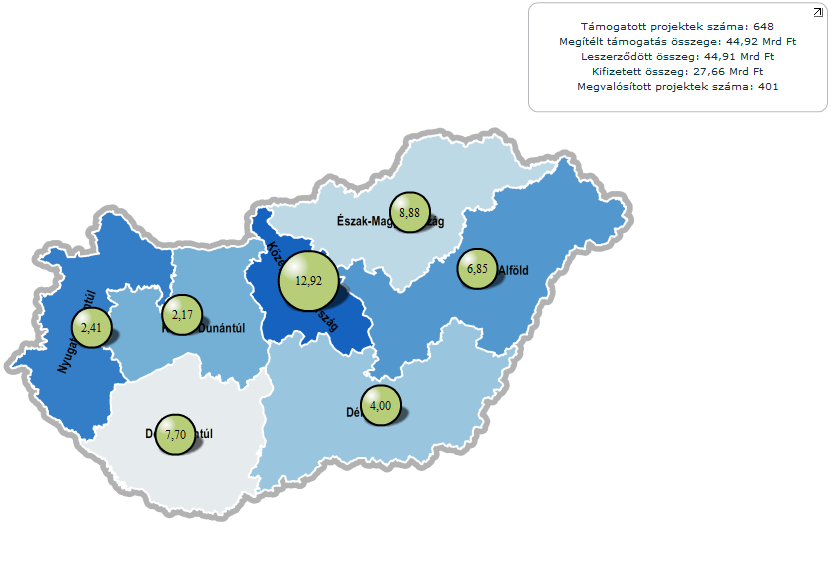 Támogatott projektek száma: 648
Megítélt támogatás összege: 44,92 Mrd Ft
Leszerződött összeg: 44,91 Mrd Ft
Kifizetett összeg: 27,66 Mrd Ft
Megvalósított projektek száma: 401
8,88
6,85
Alföld
12,92
2,17
Dunántúl
2,41
4,00
7,70